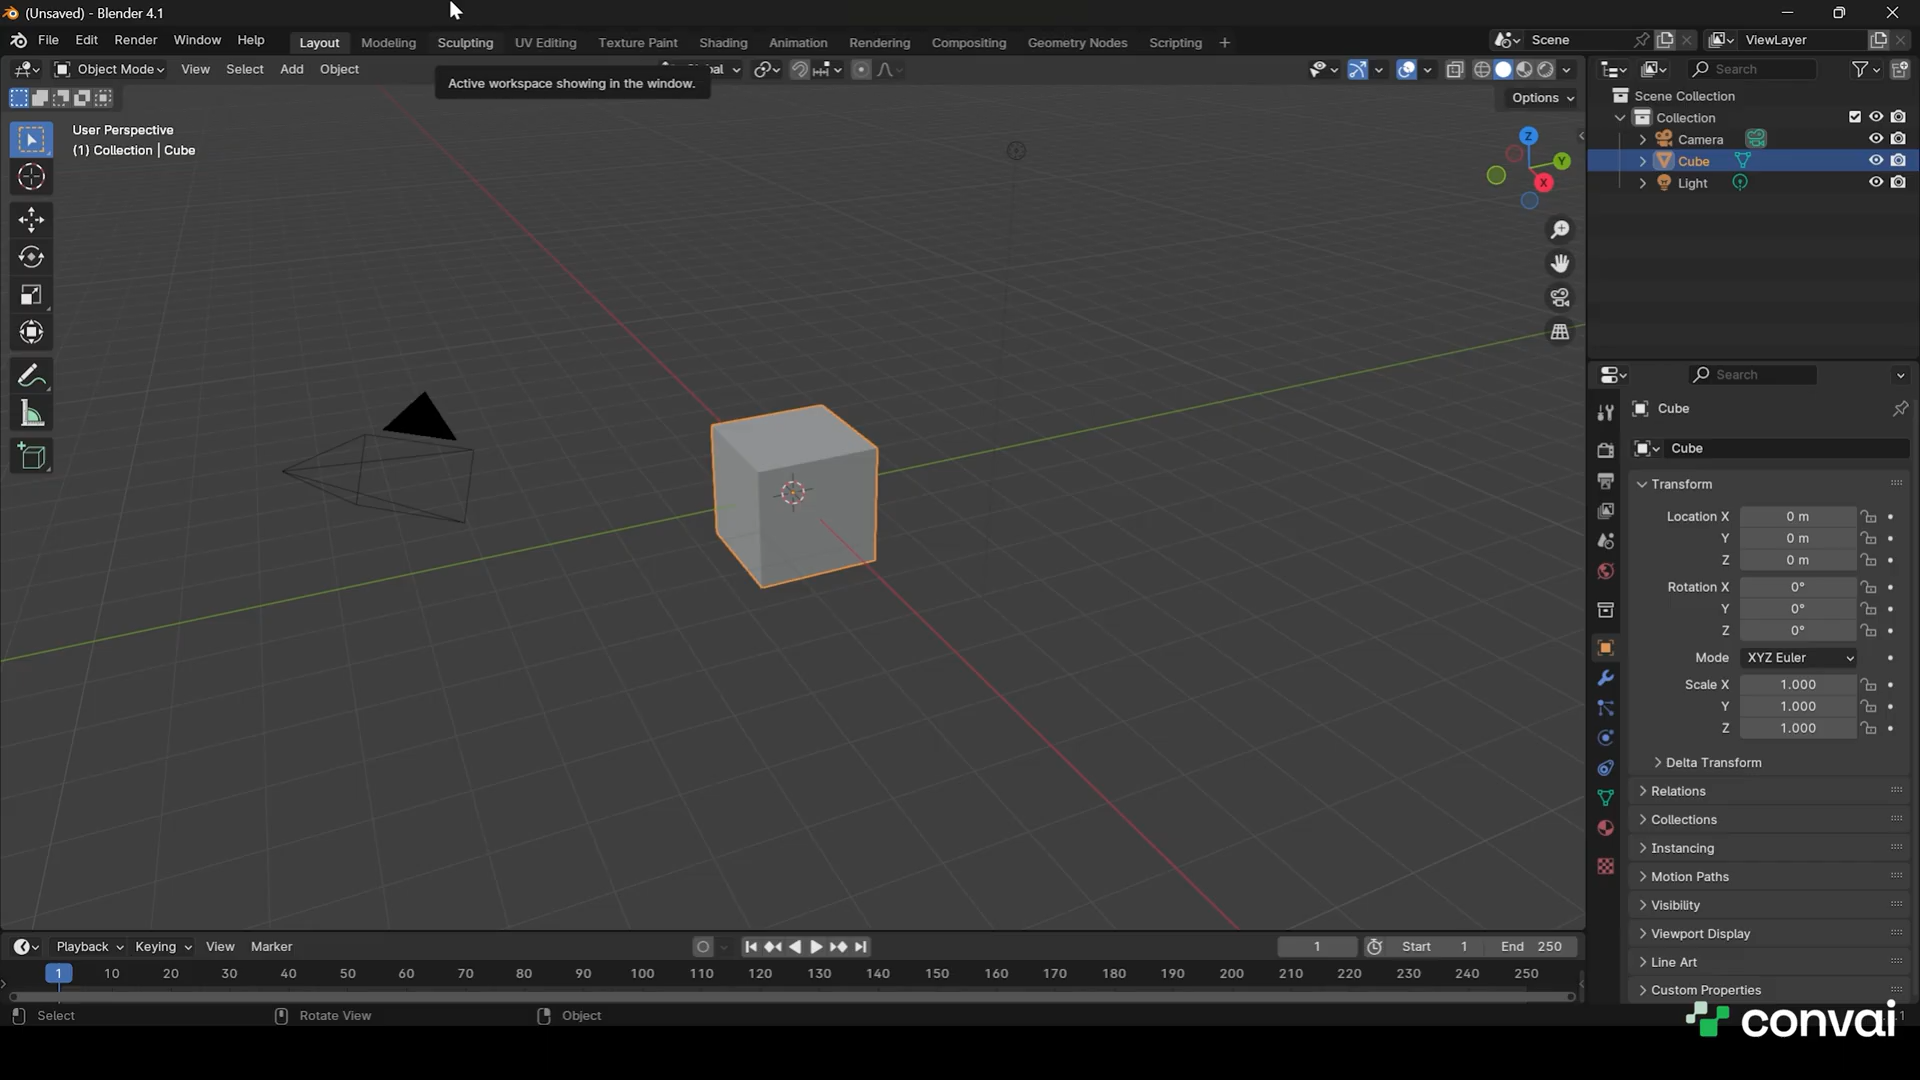 (Unsaved) - Blender 4.1
File Edit Render Window Help Layout Modeling Sculpting UV Editing Texture Paint Shading Animation Rendering Compositing Geometry Nodes Scripting + Scene ViewLayer
Object Mode View Select Add Object Search
Active workspace showing in the window.
Options
User Perspective
(1) Collection | Cube
Z
Y
X
Scene Collection
Collection
Camera
Cube
Light
Search
Cube
Cube
Transform
Location X 0 m
Y 0 m
Z 0 m
Rotation X 0°
Y 0°
Z 0°
Mode XYZ Euler
Scale X 1.000
Y 1.000
Z 1.000
Delta Transform
Relations
Collections
Instancing
Motion Paths
Visibility
Viewport Display
Line Art
Custom Properties
Playback Keying View Marker 1 Start 1 End 250
1 10 20 30 40 50 60 70 80 90 100 110 120 130 140 150 160 170 180 190 200 210 220 230 240 250
Select Rotate View Object
convai